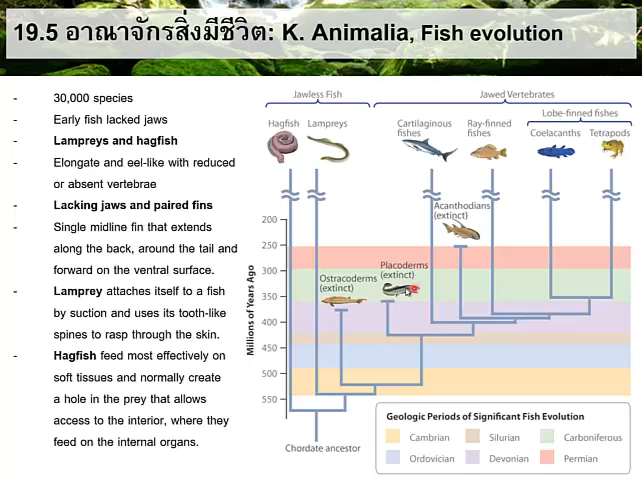 19.5 อาณาจักรสิ่งมีชีวิต: K. Animalia, Fish evolution
- 30,000 species
- Early fish lacked jaws
- Lampreys and hagfish
- Elongate and eel-like with reduced
or absent vertebrae
- Lacking jaws and paired fins
- Single midline fin that extends
along the back, around the tail and
forward on the ventral surface.
- Lamprey attaches itself to a fish
by suction and uses its tooth-like
spines to rasp through the skin.
- Hagfish feed most effectively on
soft tissues and normally create
a hole in the prey that allows
access to the interior, where they
feed on the internal organs.
Jawless Fish
Jawed Vertebrates
Lobe-finned fishes
Hagfish
Lampreys
Cartilaginous
fishes
Ray-finned
fishes
Coelacanths
Tetrapods
Acanthodians
(extinct)
Placoderms
(extinct)
Ostracoderms
(extinct)
Millions of Years Ago
200
250
300
350
400
450
500
550
Chordate ancestor
Geologic Periods of Significant Fish Evolution
Cambrian
Silurian
Carboniferous
Ordovician
Devonian
Permian